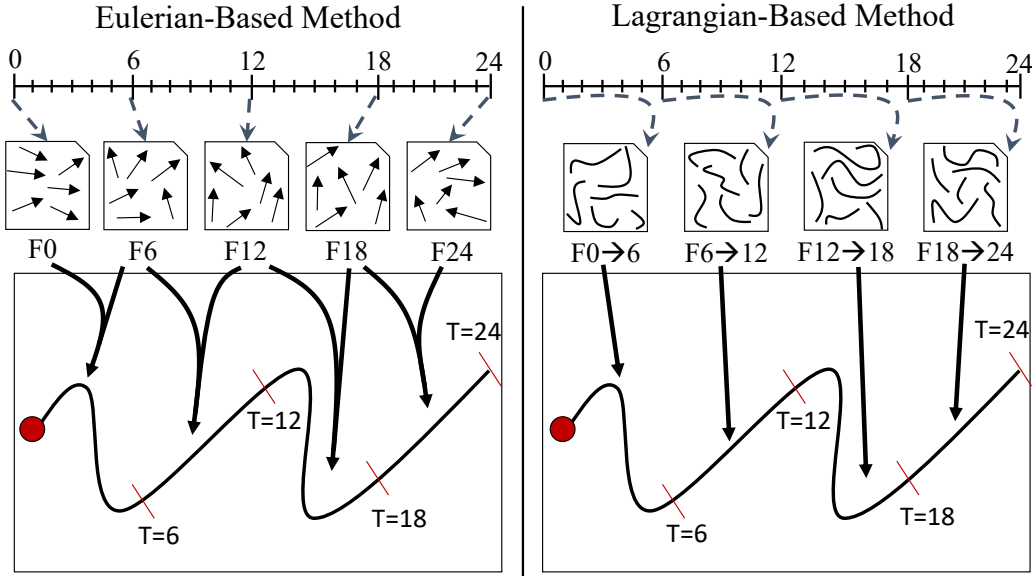 Eulerian-Based Method
0 6 12 18 24
F0 F6 F12 F18 F24
T=24
T=12
T=18
T=6
Lagrangian-Based Method
0 6 12 18 24
F0→6 F6→12 F12→18 F18→24
T=24
T=12
T=18
T=6